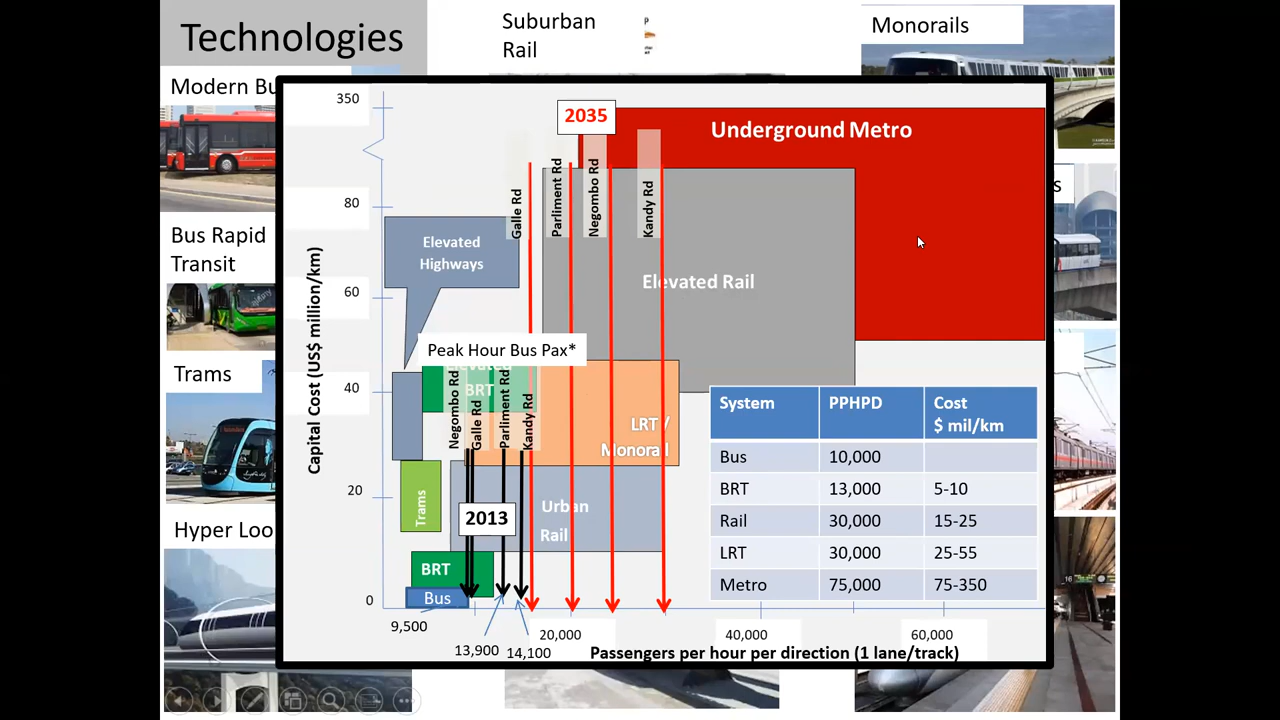 Technologies
Suburban
Rail
Monorails
Modern Bu
Bus Rapid
Transit
Trams
Hyper Loo
s
350
80
60
40
20
0
Capital Cost (US$ million/km)
2035
Underground Metro
Galle Rd
Parliment Rd
Negombo Rd
Kandy Rd
Elevated
Highways
Elevated Rail
Peak Hour Bus Pax*
Elevated
BRT
Negombo Rd
Galle Rd
Parliment Rd
Kandy Rd
LRT /
Monorail
Trams
2013
Urban
Rail
BRT
Bus
System PPHPD Cost
$ mil/km
Bus 10,000
BRT 13,000 5-10
Rail 30,000 15-25
LRT 30,000 25-55
Metro 75,000 75-350
9,500
13,900
14,100
20,000
40,000
60,000
Passengers per hour per direction (1 lane/track)
16